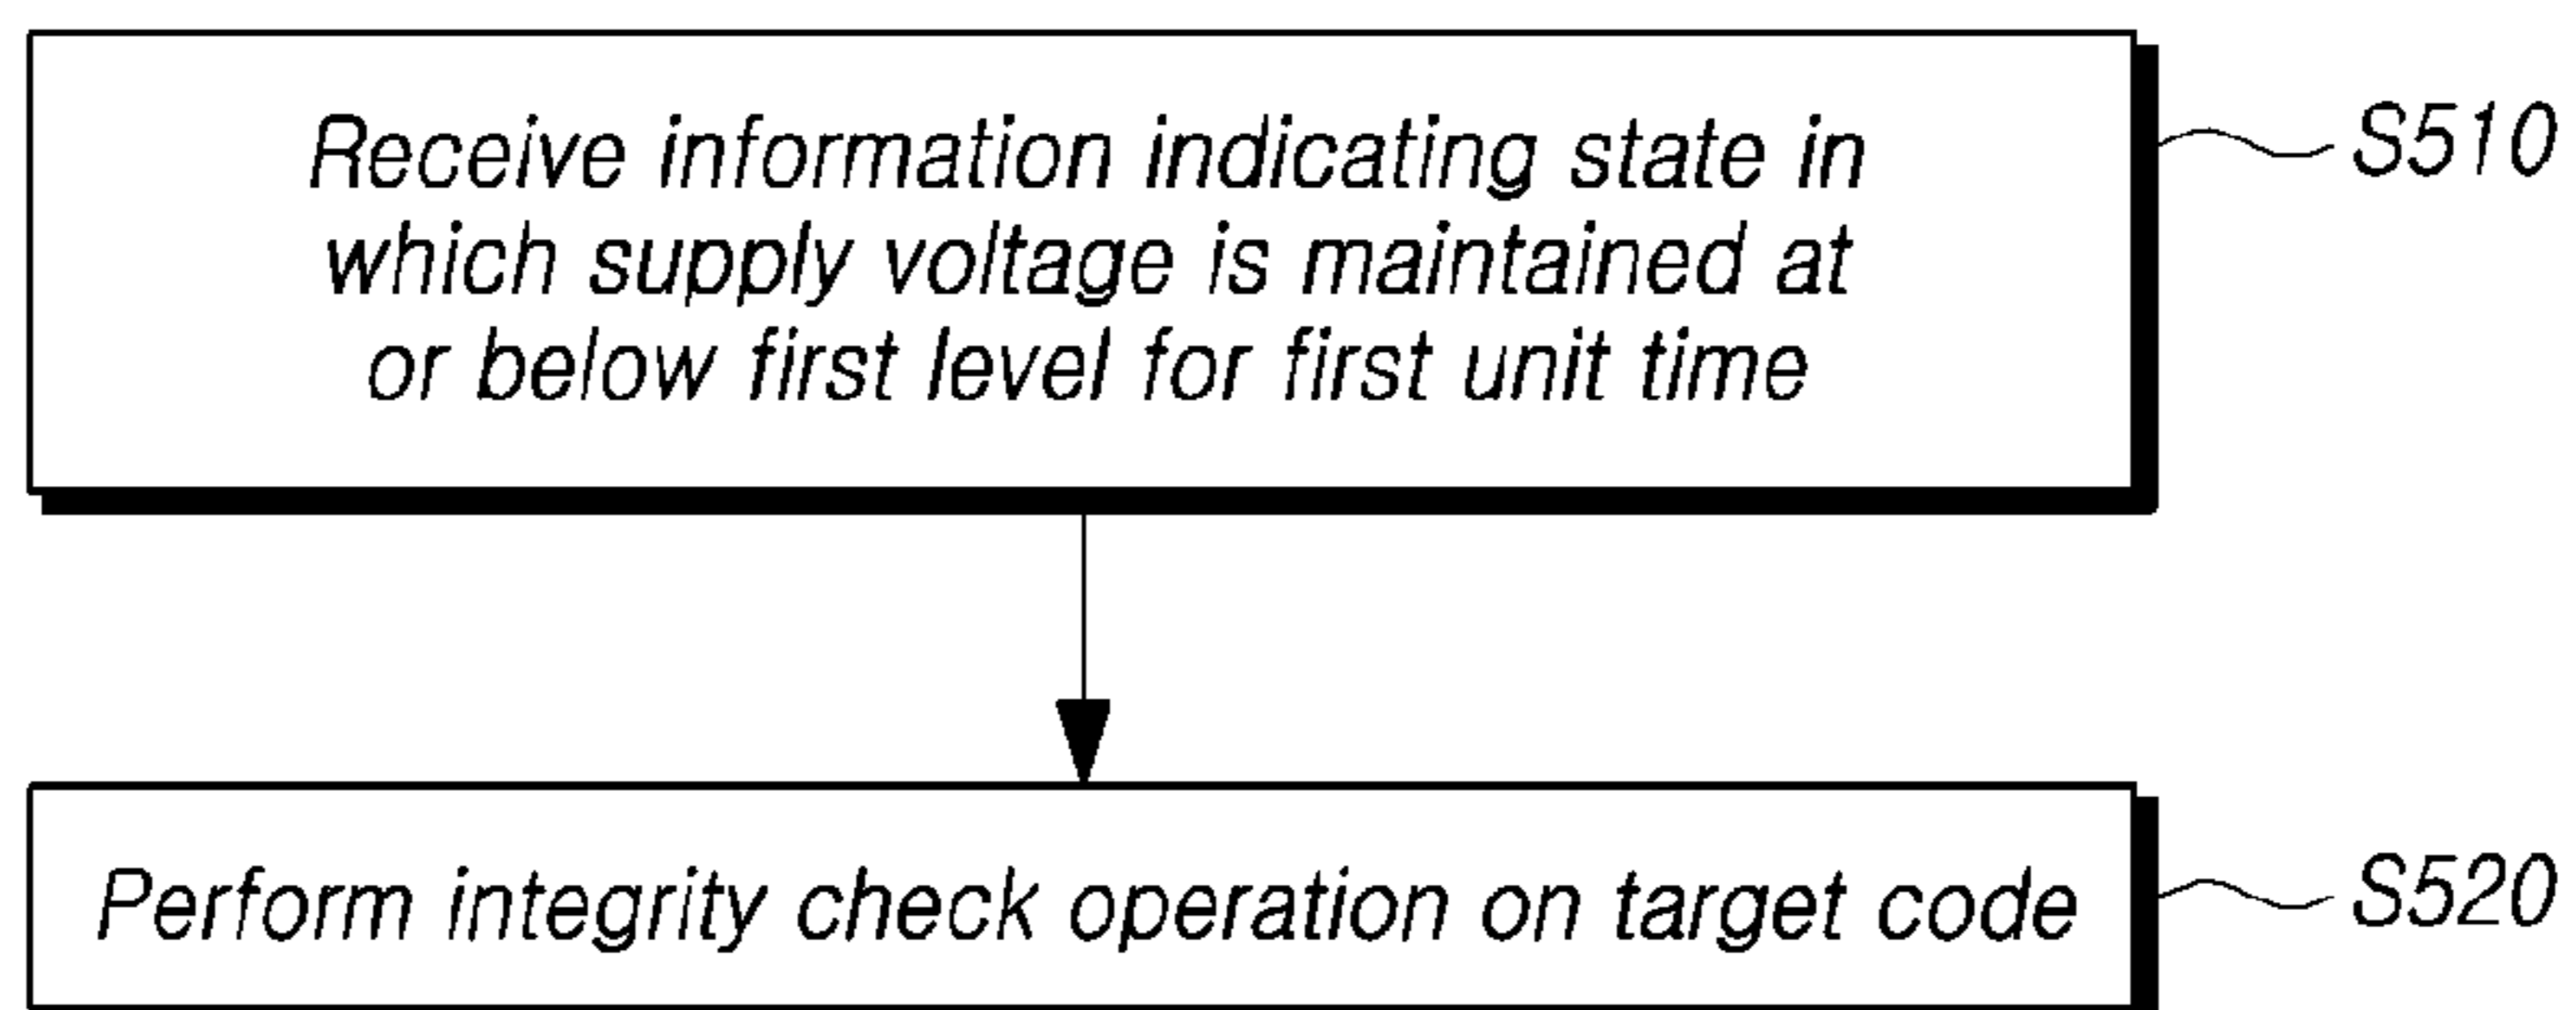 Receive information indicating state in
which supply voltage is maintained at
or below first level for first unit time
S510
Perform integrity check operation on target code
S520